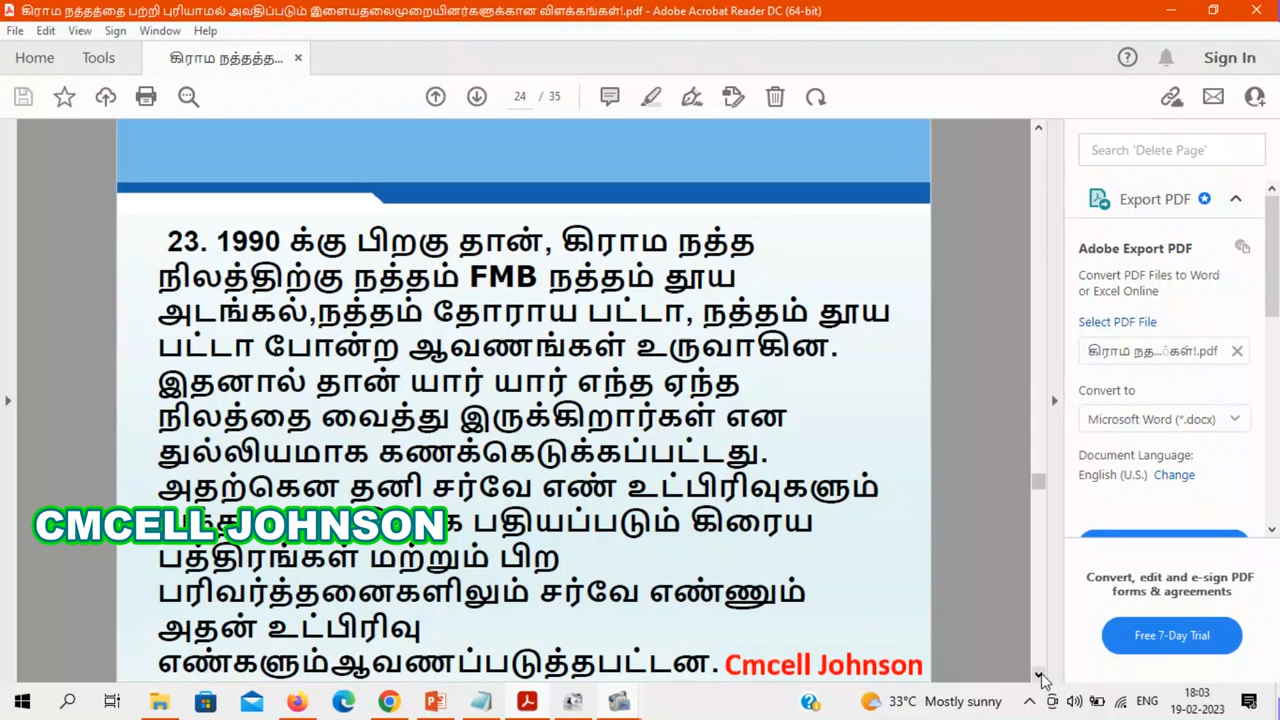 கிராம நத்தத்தை பற்றி புரியாமல் அவதிப்படும் இளையதலைமுறையினர்களுக்கான விளக்கங்கள்!.pdf - Adobe Acrobat Reader DC (64-bit)
File Edit View Sign Window Help
Home Tools கிராம நத்தத்த... × Sign In
24 / 35
Search 'Delete Page'
Export PDF
23. 1990 க்கு பிறகு தான், கிராம நத்த
நிலத்திற்கு நத்தம் FMB நத்தம் தூய
அடங்கல்,நத்தம் தோராய பட்டா, நத்தம் தூய
பட்டா போன்ற ஆவணங்கள் உருவாகின.
இதனால் தான் யார் யார் எந்த ஏந்த
நிலத்தை வைத்து இருக்கிறார்கள் என
துல்லியமாக கணக்கெடுக்கப்பட்டது.
அதற்கென தனி சர்வே எண் உட்பிரிவுகளும்
பதியப்படும் கிரைய
பத்திரங்கள் மற்றும் பிற
பரிவர்த்தனைகளிலும் சர்வே எண்ணும்
அதன் உட்பிரிவு
எண்களும்ஆவணப்படுத்தபட்டன. Cmcell Johnson
CMCELL JOHNSON
Adobe Export PDF
Convert PDF Files to Word
or Excel Online
Select PDF File
Convert to
Microsoft Word (*.docx)
Document Language:
English (U.S.) Change
Convert, edit and e-sign PDF
forms & agreements
Free 7-Day Trial
33°C Mostly sunny ENG 18:03
19-02-2023